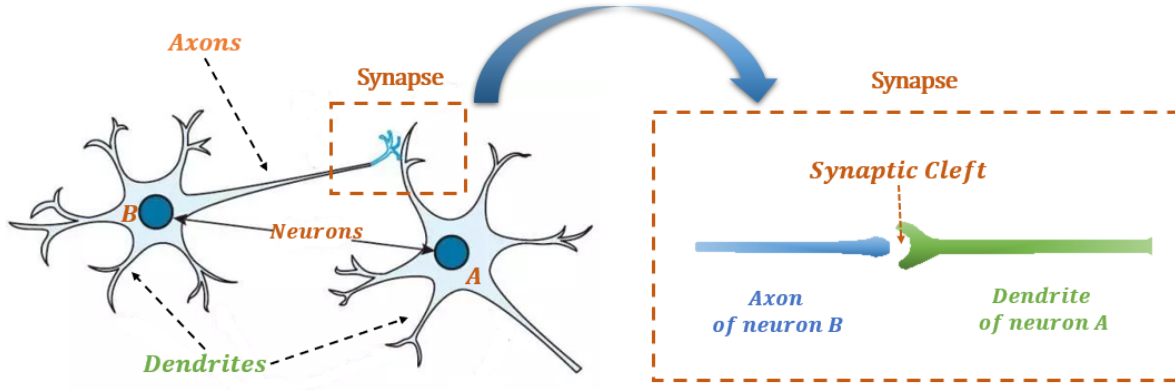 Axons
Synapse
B
Neurons
A
Dendrites
Synapse
Synaptic Cleft
Axon
of neuron B
Dendrite
of neuron A